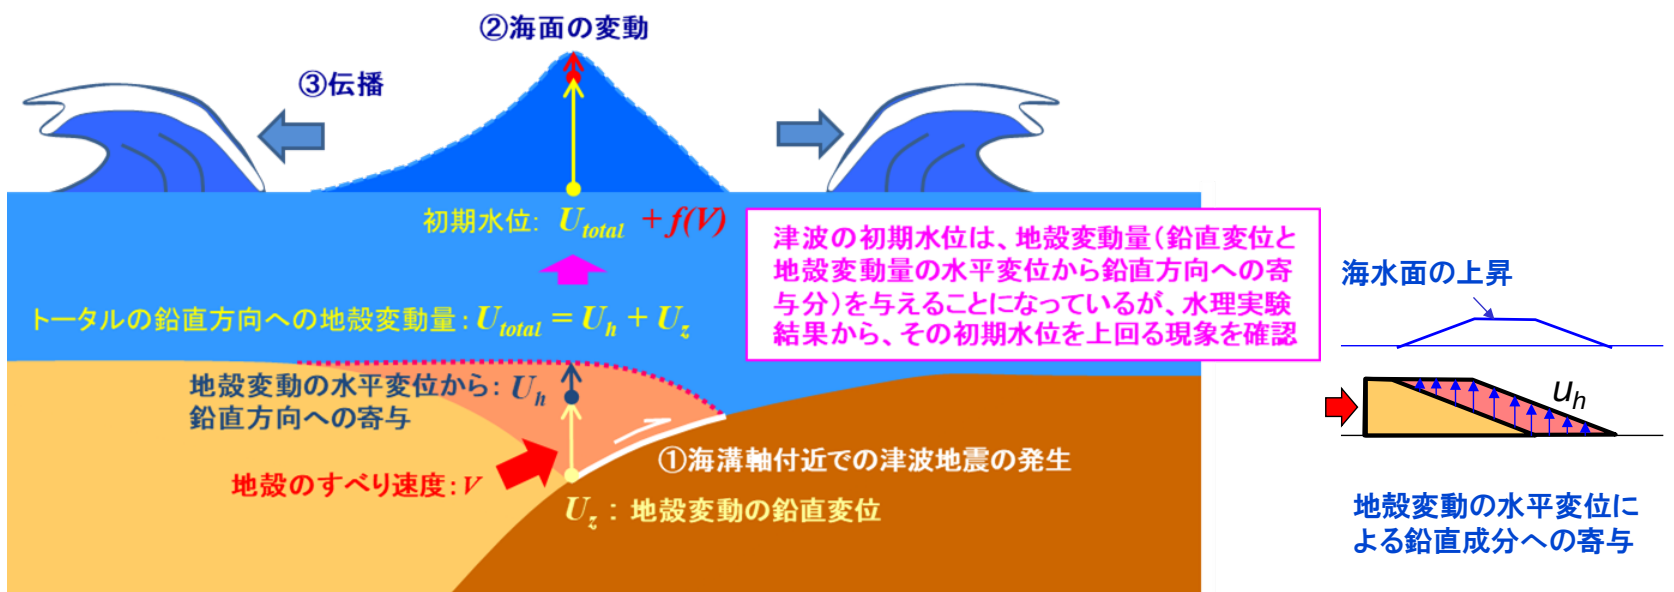 ②海面の変動
③伝播
初期水位: U_total + f(V)
津波の初期水位は、地殻変動量（鉛直変位と
地殻変動量の水平変位から鉛直方向への寄
与分）を与えることになっているが、水理実験
結果から、その初期水位を上回る現象を確認
トータルの鉛直方向への地殻変動量：U_total = U_h + U_z
地殻変動の水平変位から：U_h
鉛直方向への寄与
①海溝軸付近での津波地震の発生
地殻のすべり速度：V
U_z：地殻変動の鉛直変位
海水面の上昇
u_h
地殻変動の水平変位に
よる鉛直成分への寄与